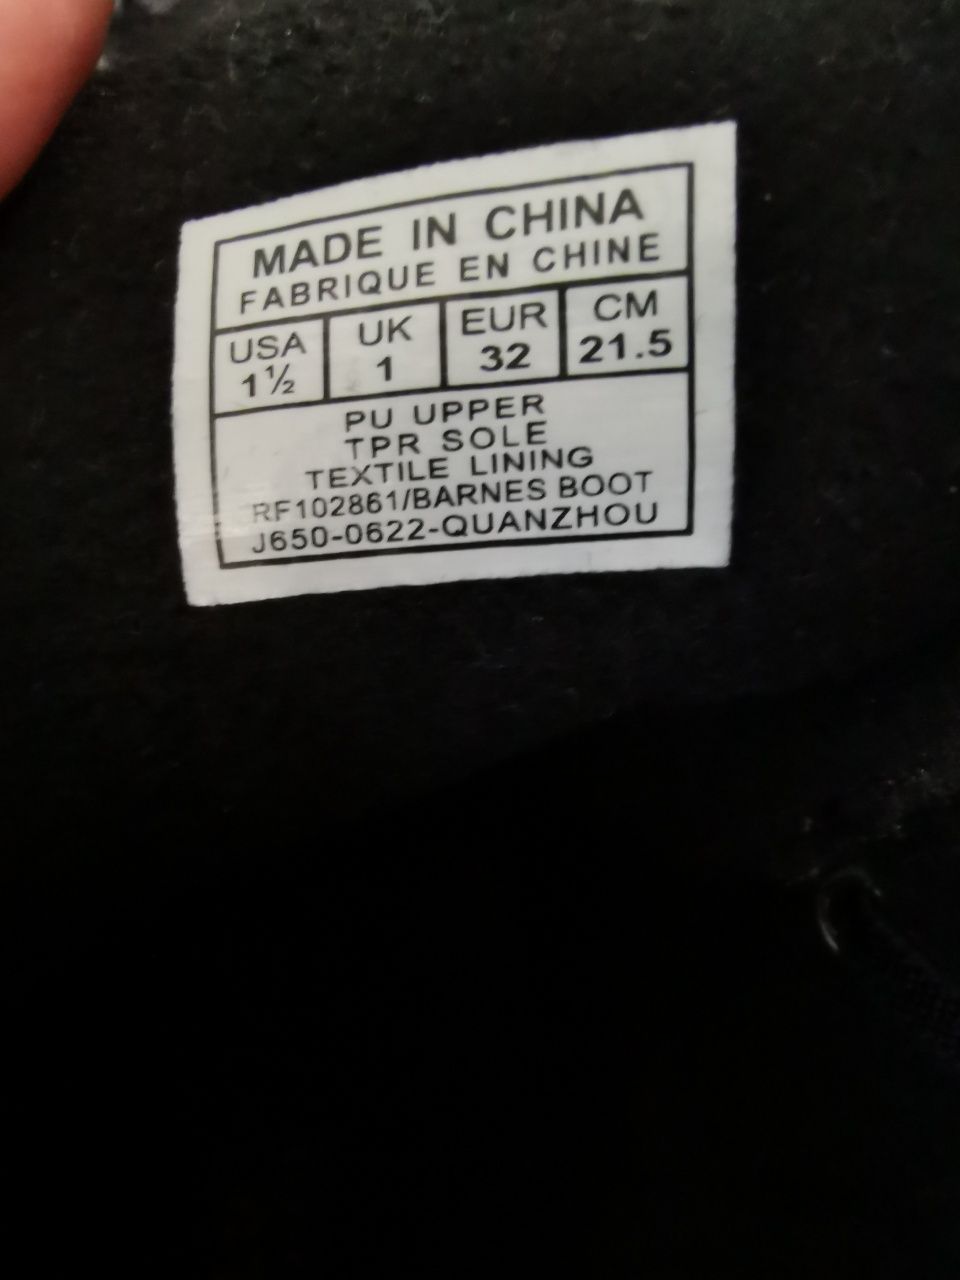 MADE IN CHINA
FABRIQUE EN CHINE
USA UK EUR CM
1½ 1 32 21.5
PU UPPER
TPR SOLE
TEXTILE LINING
RF102861/BARNES BOOT
J650-0622-QUANZHOU